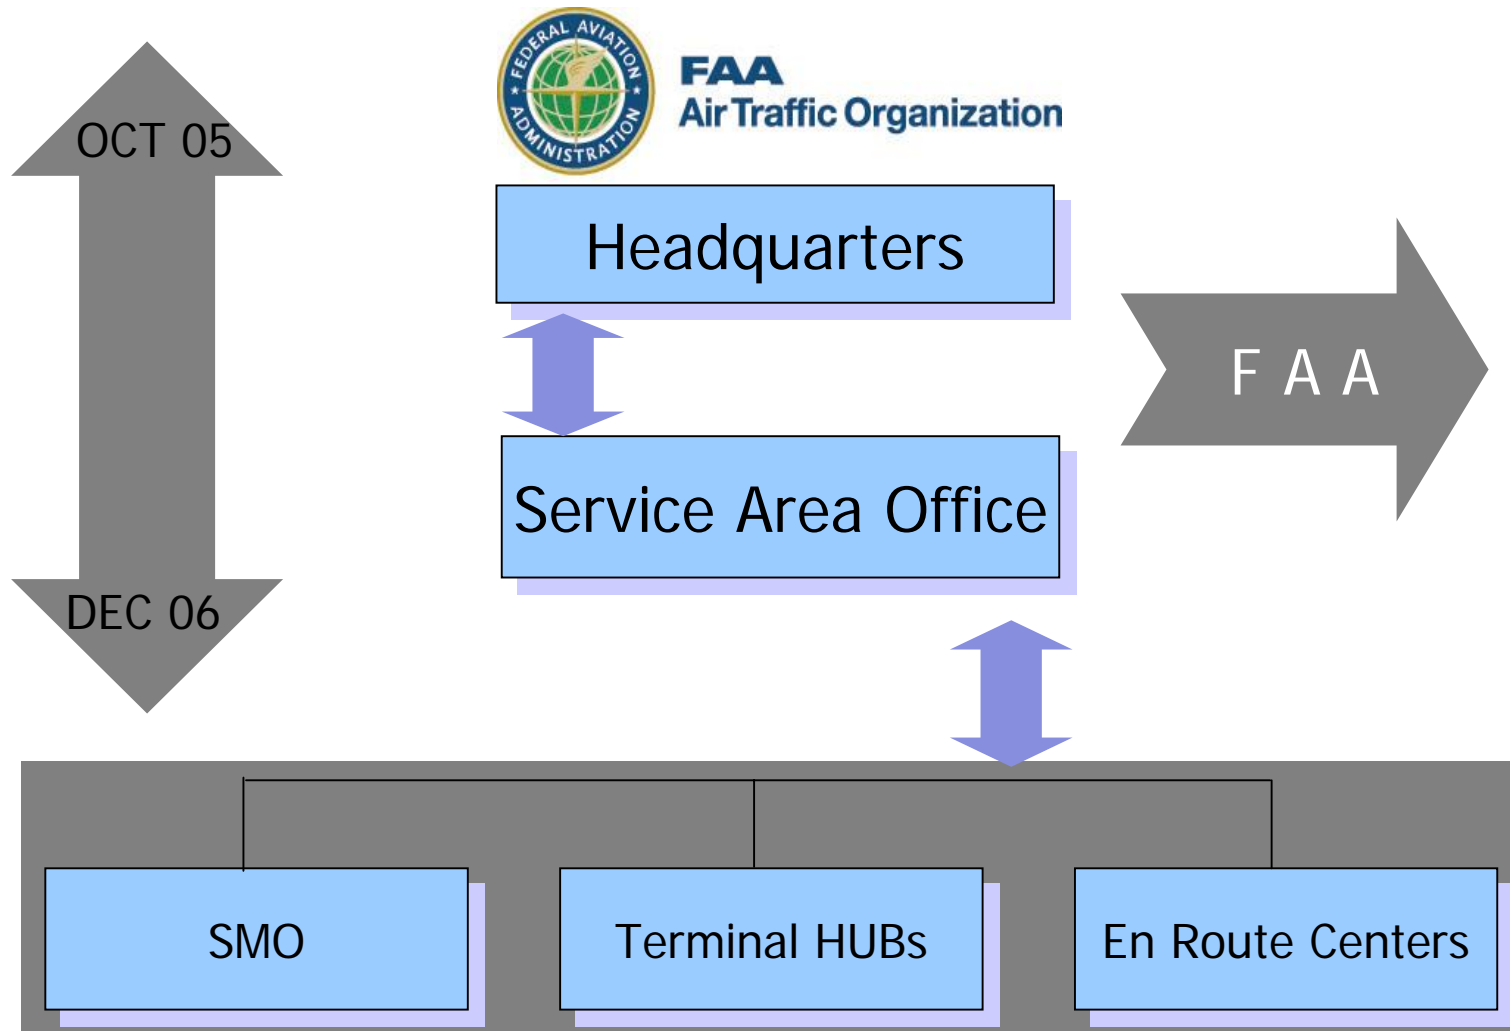 FEDERAL AVIATION
ADMINISTRATION
FAA
Air Traffic Organization
OCT 05
Headquarters
F A A
Service Area Office
DEC 06
SMO
Terminal HUBs
En Route Centers